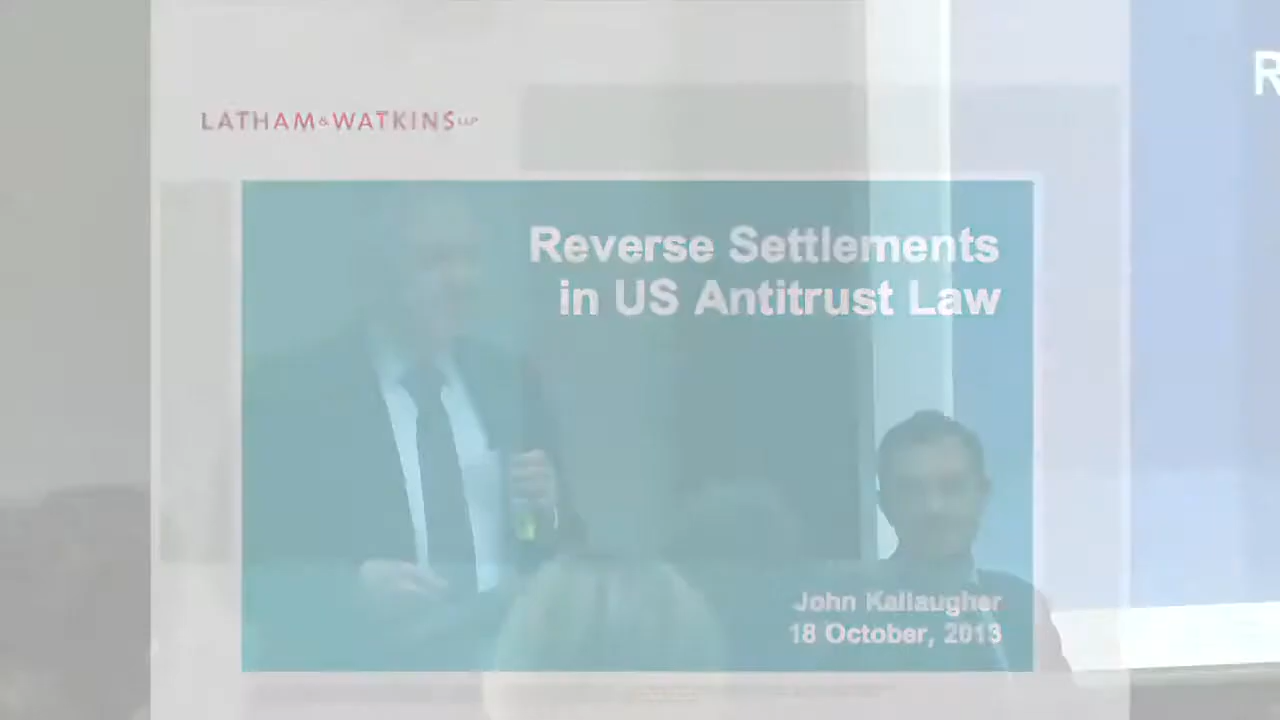 LATHAM&WATKINS LLP
R
Reverse Settlements
in US Antitrust Law
John Kallaugher
18 October, 2013